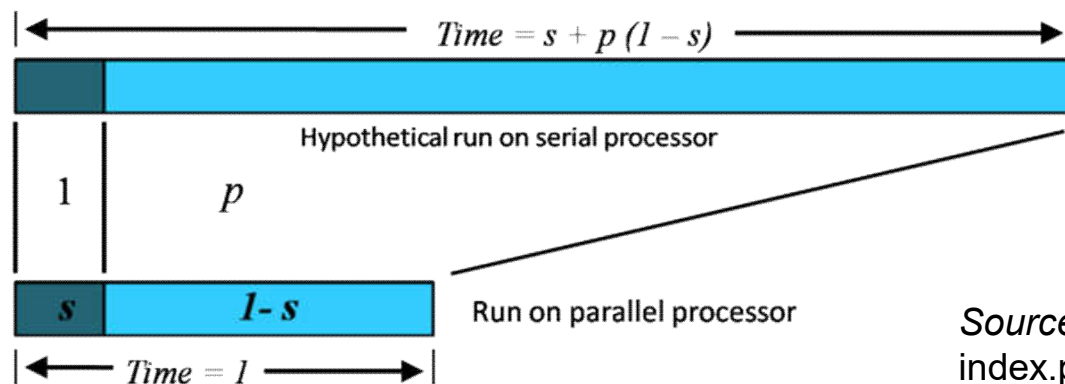 Time = s + p (1 – s)
Hypothetical run on serial processor
1 p
s 1- s Run on parallel processor
Time = 1
Source
index.p